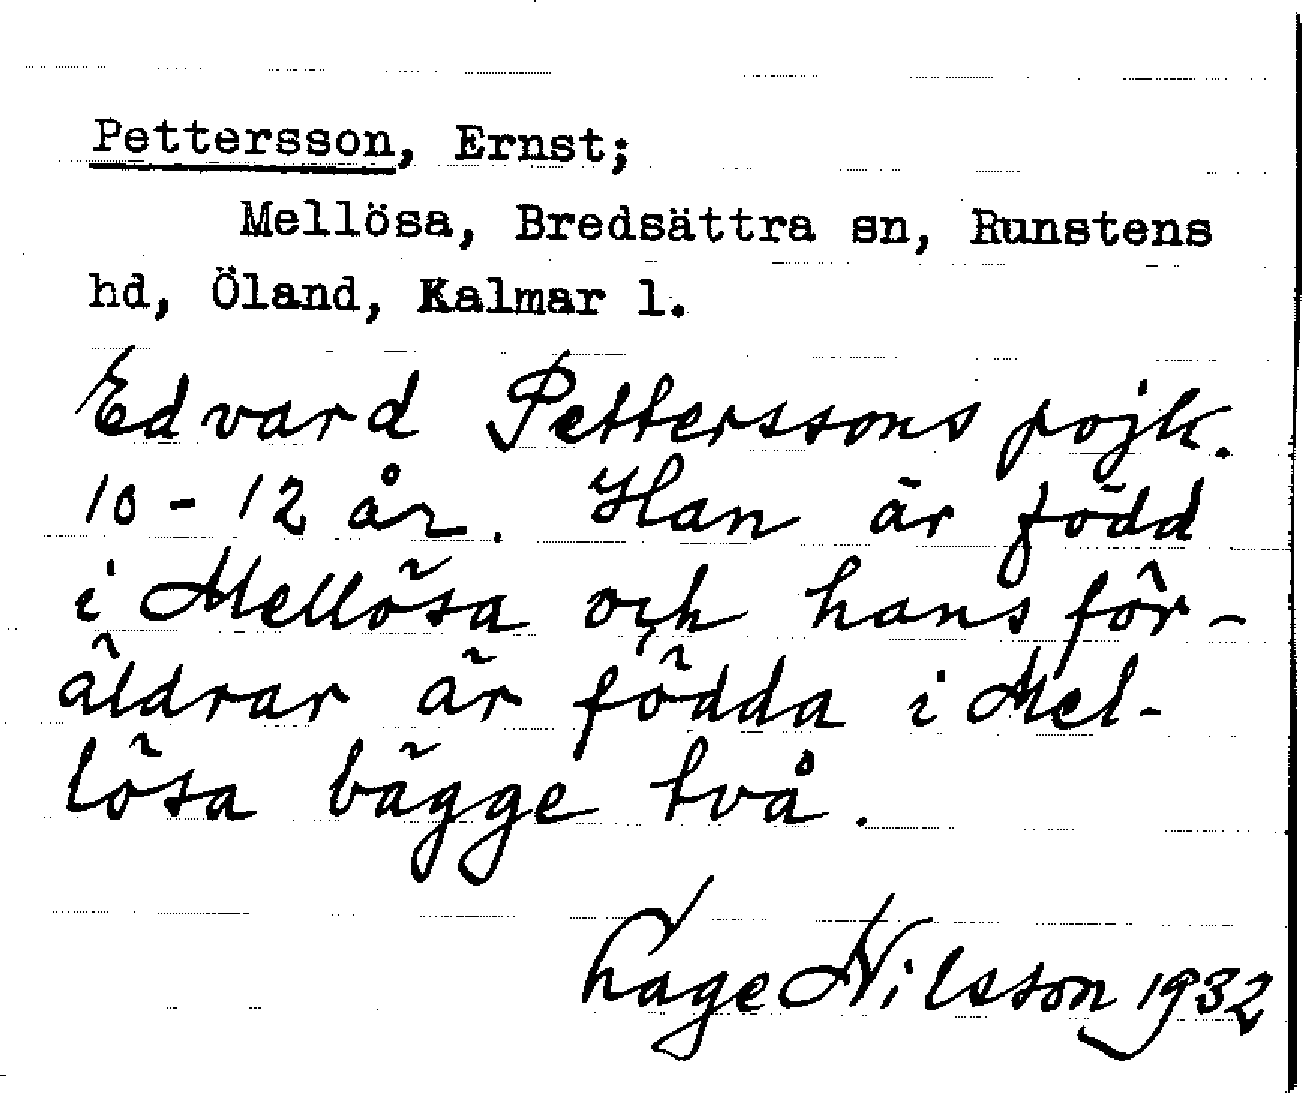 Pettersson, Ernst;
Mellösa, Bredsättra sn, Runstens
hd, Öland, Kalmar l.
Edvard Petterssons pojk.
10-12 år. Han är född
i Mellösa och hans för-
äldrar är födda i Mel-
lösa bägge två.
Lage Nilsson 1932